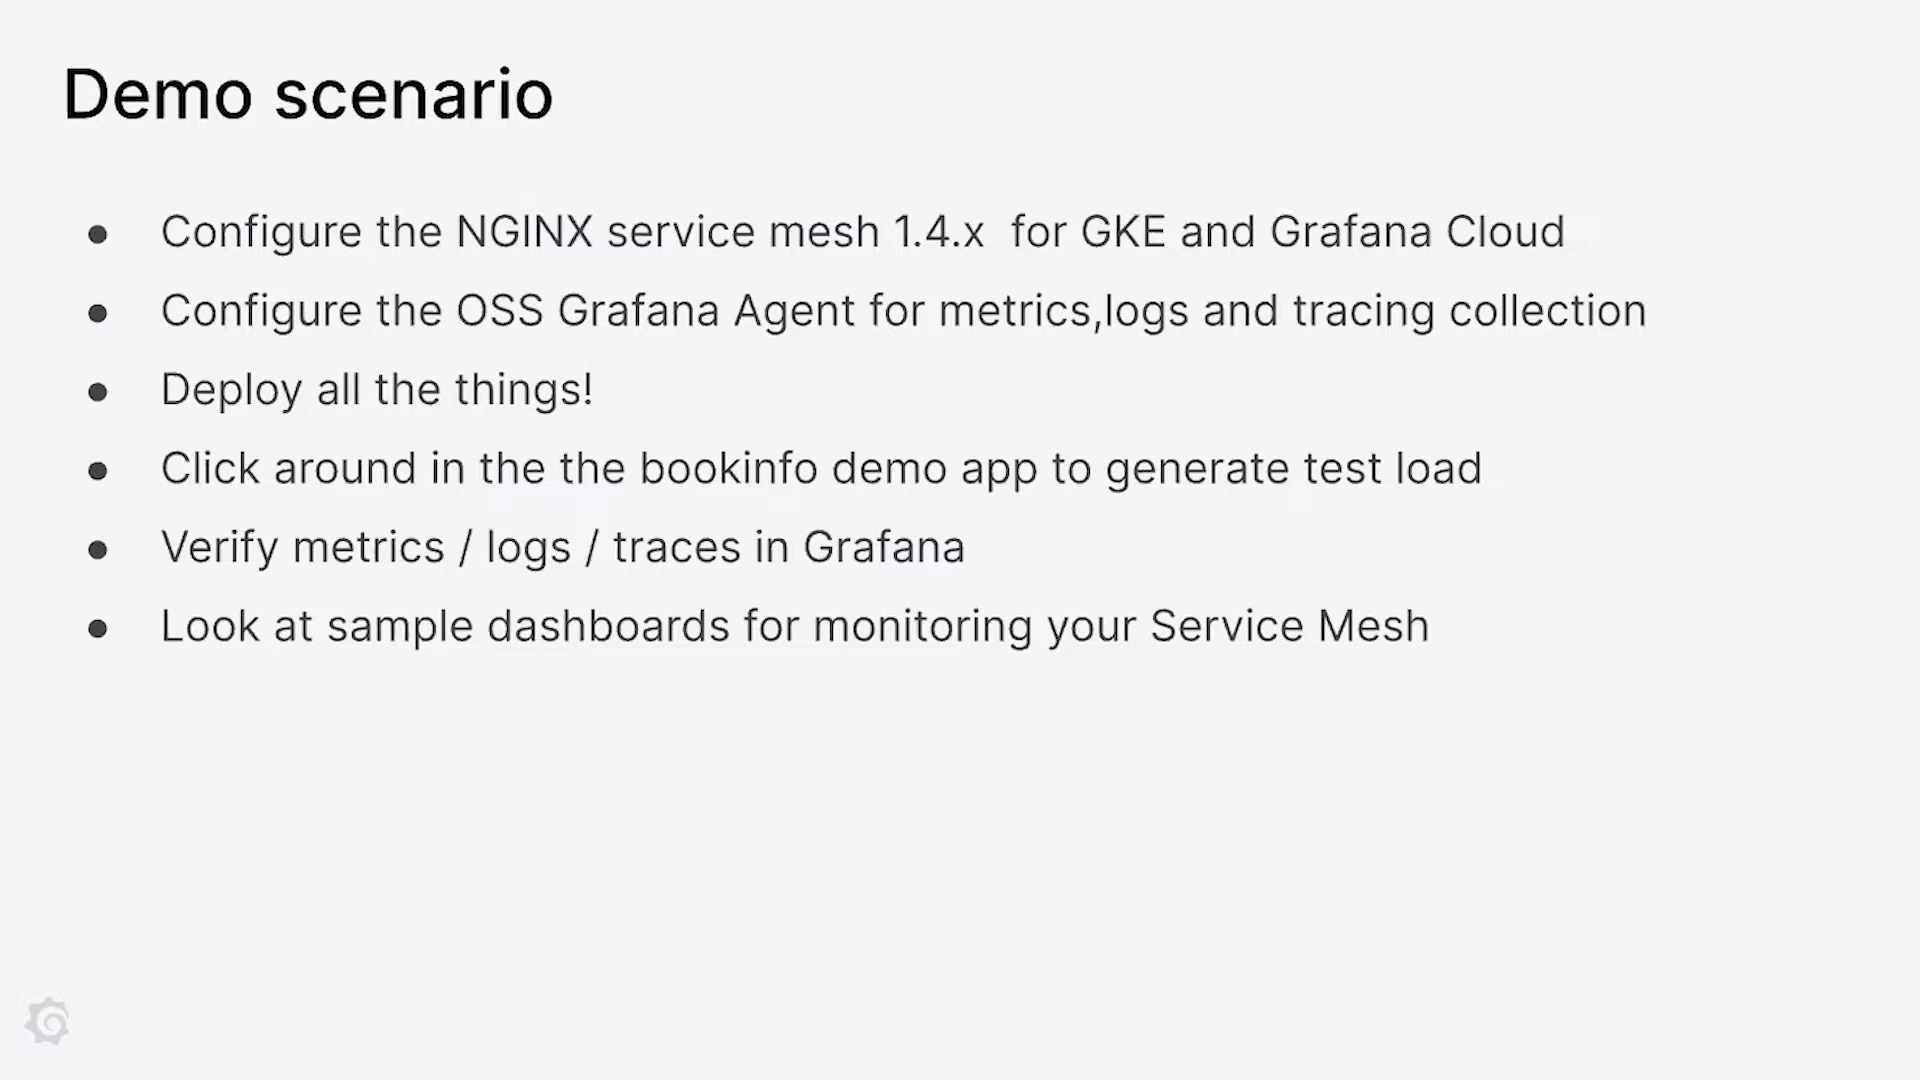 Demo scenario
● Configure the NGINX service mesh 1.4.x  for GKE and Grafana Cloud
● Configure the OSS Grafana Agent for metrics,logs and tracing collection
● Deploy all the things!
● Click around in the the bookinfo demo app to generate test load
● Verify metrics / logs / traces in Grafana
● Look at sample dashboards for monitoring your Service Mesh